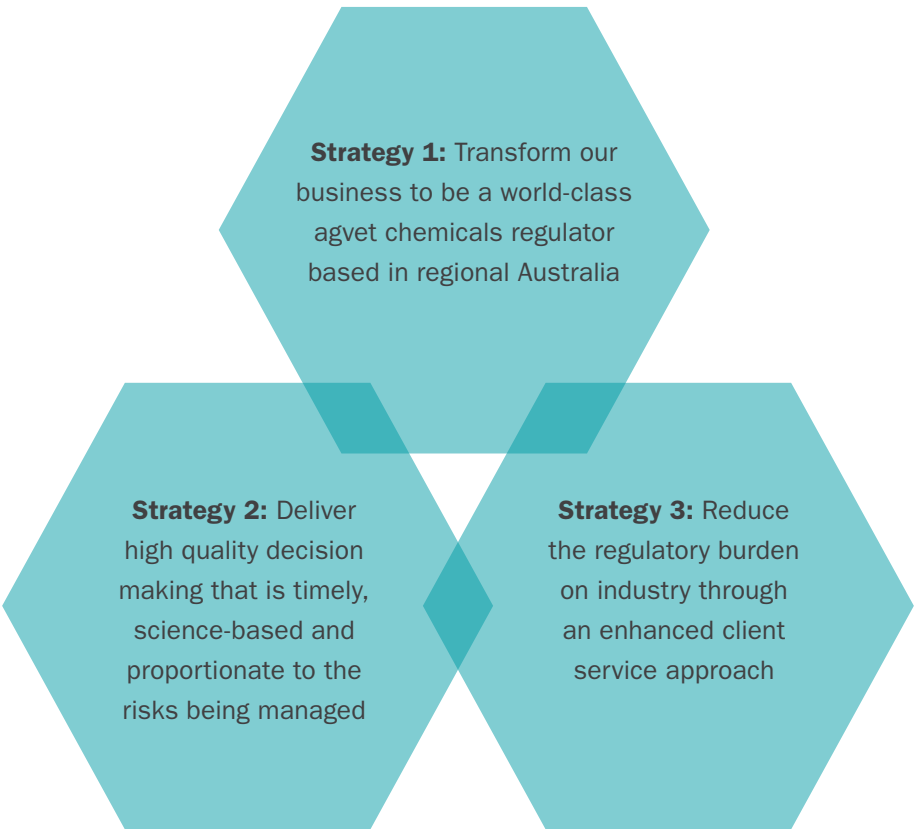 Strategy 1: Transform our
business to be a world-class
agvet chemicals regulator
based in regional Australia
Strategy 2: Deliver
high quality decision
making that is timely,
science-based and
proportionate to the
risks being managed
Strategy 3: Reduce
the regulatory burden
on industry through
an enhanced client
service approach